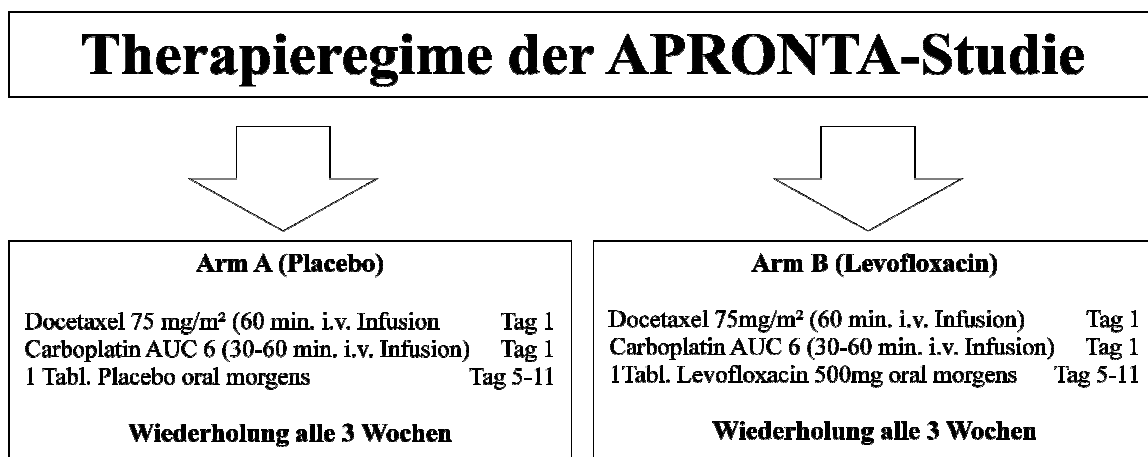 Therapieregime der APRONTA-Studie
Arm A (Placebo)
Docetaxel 75 mg/m² (60 min. i.v. Infusion Tag 1
Carboplatin AUC 6 (30-60 min. i.v. Infusion) Tag 1
1 Tabl. Placebo oral morgens Tag 5-11
Wiederholung alle 3 Wochen
Arm B (Levofloxacin)
Docetaxel 75mg/m² (60 min. i.v. Infusion) Tag 1
Carboplatin AUC 6 (30-60 min. i.v. Infusion) Tag 1
1Tabl. Levofloxacin 500mg oral morgens Tag 5-11
Wiederholung alle 3 Wochen